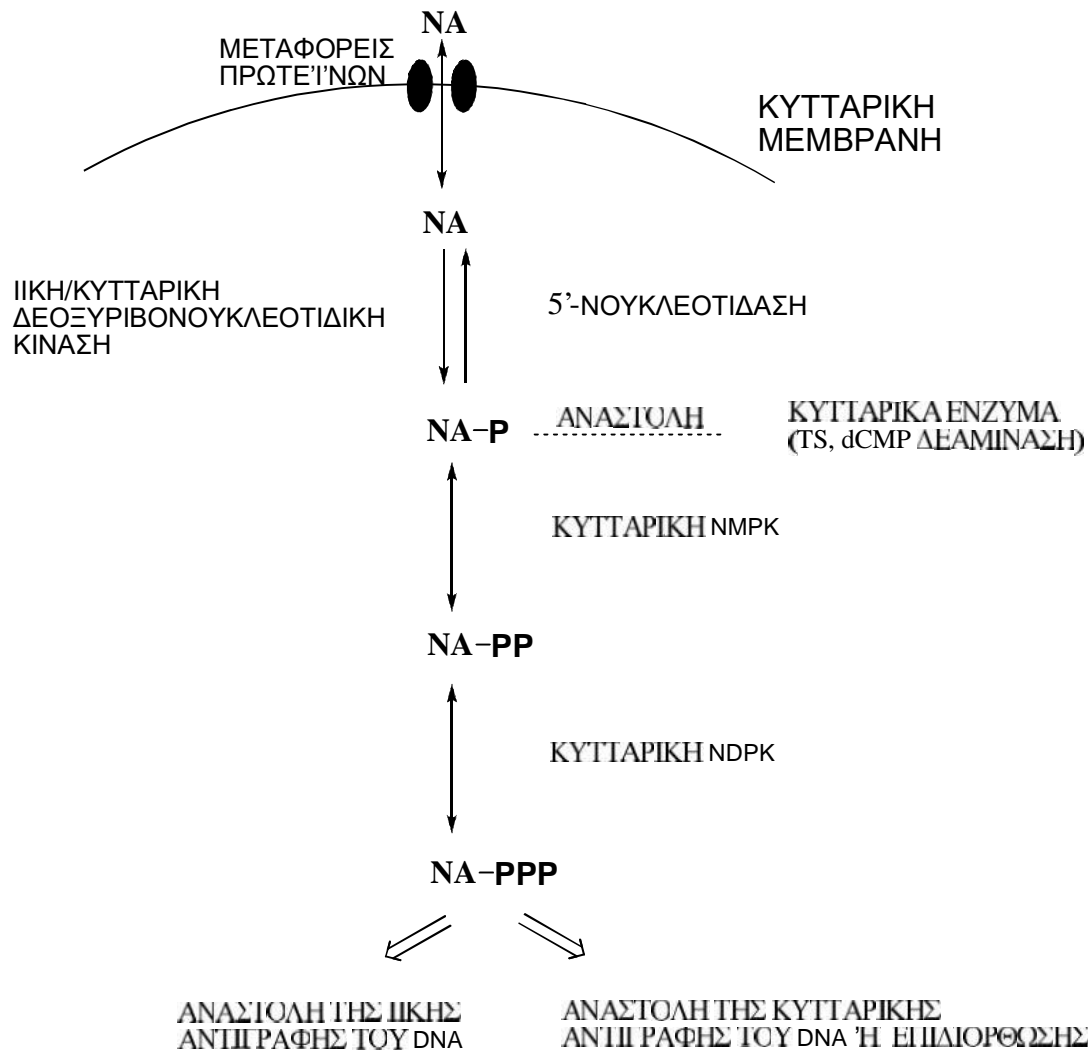 NA
ΜΕΤΑΦΟΡΕΙΣ
ΠΡΩΤΕ'Ι'ΝΩΝ
ΚΥΤΤΑΡΙΚΗ
ΜΕΜΒΡΑΝΗ
NA
ΙΙΚΗ/ΚΥΤΤΑΡΙΚΗ
ΔΕΟΞΥΡΙΒΟΝΟΥΚΛΕΟΤΙΔΙΚΗ
ΚΙΝΑΣΗ
5’-ΝΟΥΚΛΕΟΤΙΔΑΣΗ
NA–P
ΑΝΑΣΤΟΛΗ
ΚΥΤΤΑΡΙΚΑ ΕΝΖΥΜΑ
(TS, dCMP ΔΕΑΜΙΝΑΣΗ)
ΚΥΤΤΑΡΙΚΗ NMPK
NA–PP
ΚΥΤΤΑΡΙΚΗ NDPK
NA–PPP
ΑΝΑΣΤΟΛΗ ΤΗΣ ΙΙΚΗΣ
ΑΝΤΙΓΡΑΦΗΣ ΤΟΥ DNA
ΑΝΑΣΤΟΛΗ ΤΗΣ ΚΥΤΤΑΡΙΚΗΣ
ΑΝΤΙΓΡΑΦΗΣ ΤΟΥ DNA 'Η ΕΠΙΔΙΟΡΘΩΣΗΣ